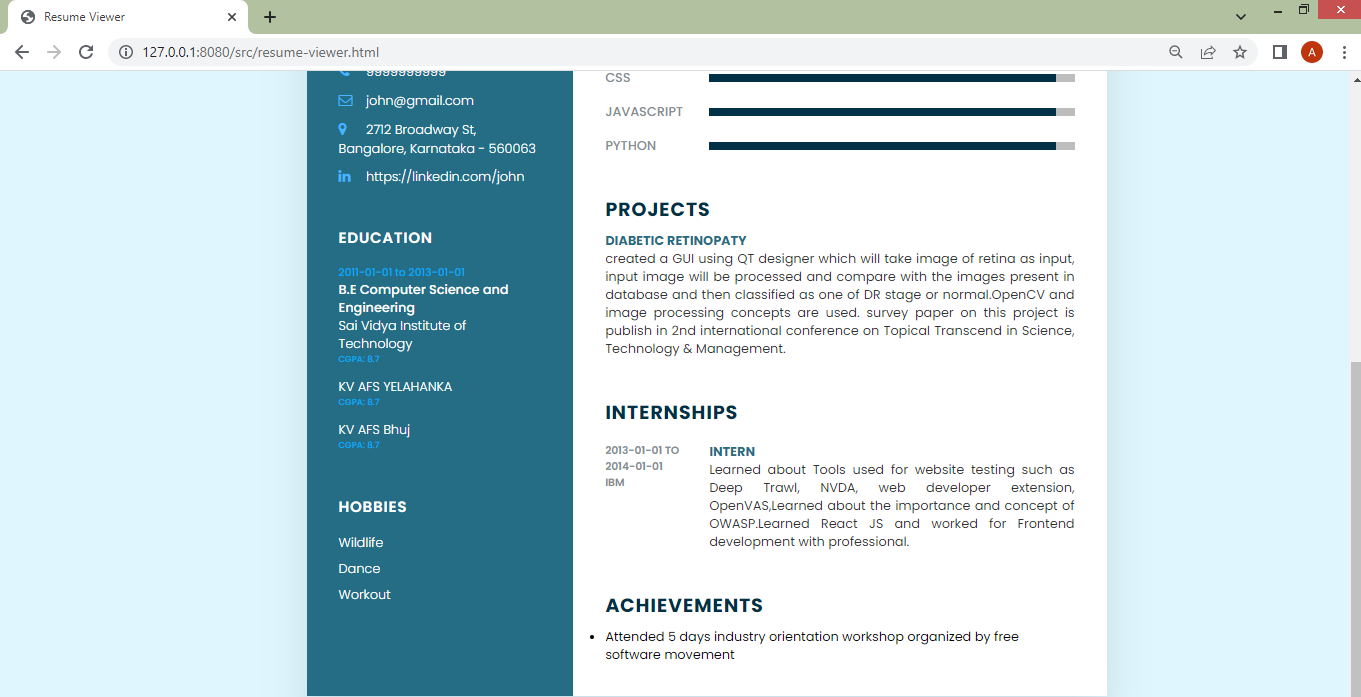 Resume Viewer
127.0.0.1:8080/src/resume-viewer.html
A
9999999999
john@gmail.com
2712 Broadway St,
Bangalore, Karnataka - 560063
https://linkedin.com/john
EDUCATION
2011-01-01 to 2013-01-01
B.E Computer Science and
Engineering
Sai Vidya Institute of
Technology
CGPA: 8.7
KV AFS YELAHANKA
CGPA: 8.7
KV AFS Bhuj
CGPA: 8.7
HOBBIES
Wildlife
Dance
Workout
CSS
JAVASCRIPT
PYTHON
PROJECTS
DIABETIC RETINOPATY
created a GUI using QT designer which will take image of retina as input,
input image will be processed and compare with the images present in
database and then classified as one of DR stage or normal.OpenCV and
image processing concepts are used. survey paper on this project is
publish in 2nd international conference on Topical Transcend in Science,
Technology & Management.
INTERNSHIPS
2013-01-01 TO
2014-01-01
IBM
INTERN
Learned about Tools used for website testing such as
Deep Trawl, NVDA, web developer extension,
OpenVAS,Learned about the importance and concept of
OWASP.Learned React JS and worked for Frontend
development with professional.
ACHIEVEMENTS
• Attended 5 days industry orientation workshop organized by free
software movement